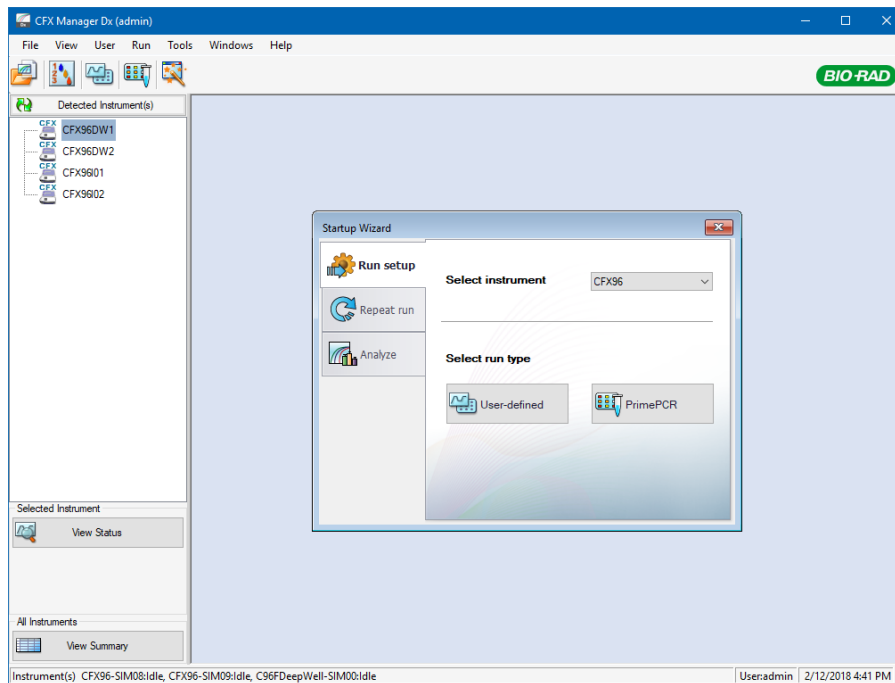 CFX Manager Dx (admin)
File View User Run Tools Windows Help
BIO-RAD
Detected Instrument(s)
CFX
CFX96DW1
CFX
CFX96DW2
CFX
CFX96I01
CFX
CFX96I02
Startup Wizard
Run setup
Repeat run
Analyze
Select instrument
CFX96
Select run type
User-defined
PrimePCR
Selected Instrument
View Status
All Instruments
View Summary
Instrument(s) CFX96-SIM08:Idle, CFX96-SIM09:Idle, C96FDeepWell-SIM00:Idle
User:admin 2/12/2018 4:41 PM